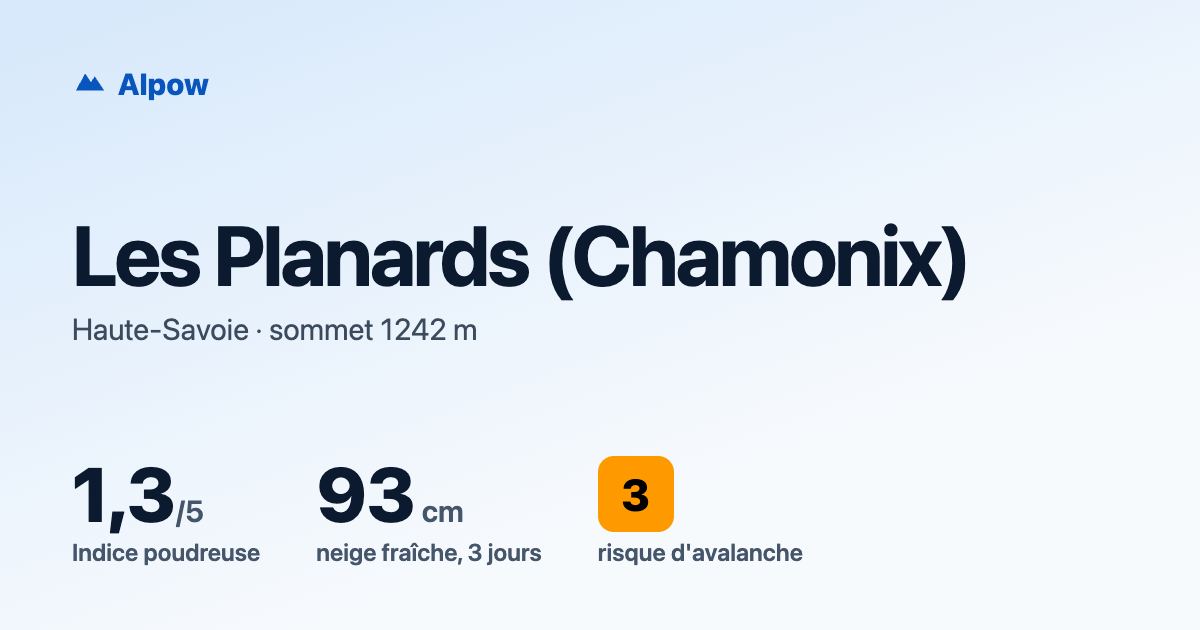 Alpow
Les Planards (Chamonix)
Haute-Savoie · sommet 1242 m
1,3/5
93 cm
3
Indice poudreuse
neige fraîche, 3 jours
risque d'avalanche